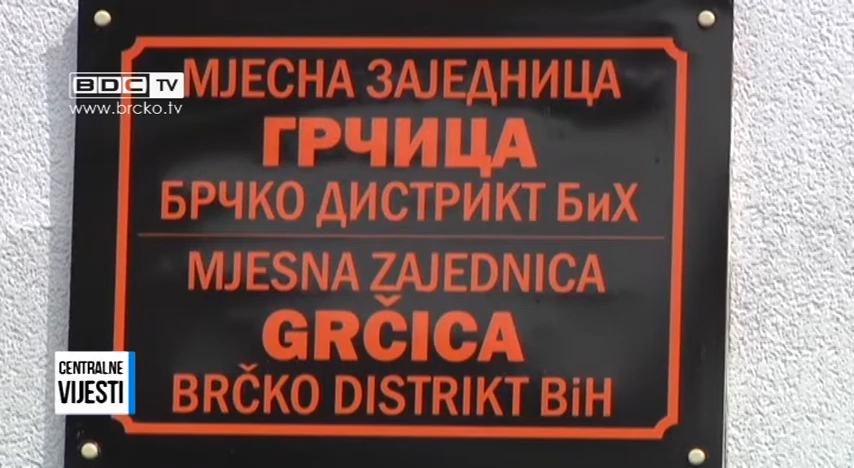 BDC TV
www.brcko.tv
МЈЕСНА ЗАЈЕДНИЦА
ГРЧИЦА
БРЧКО ДИСТРИКТ БиХ
MJESNA ZAJEDNICA
GRČICA
BRČKO DISTRIKT BiH
CENTRALNE
VIJESTI